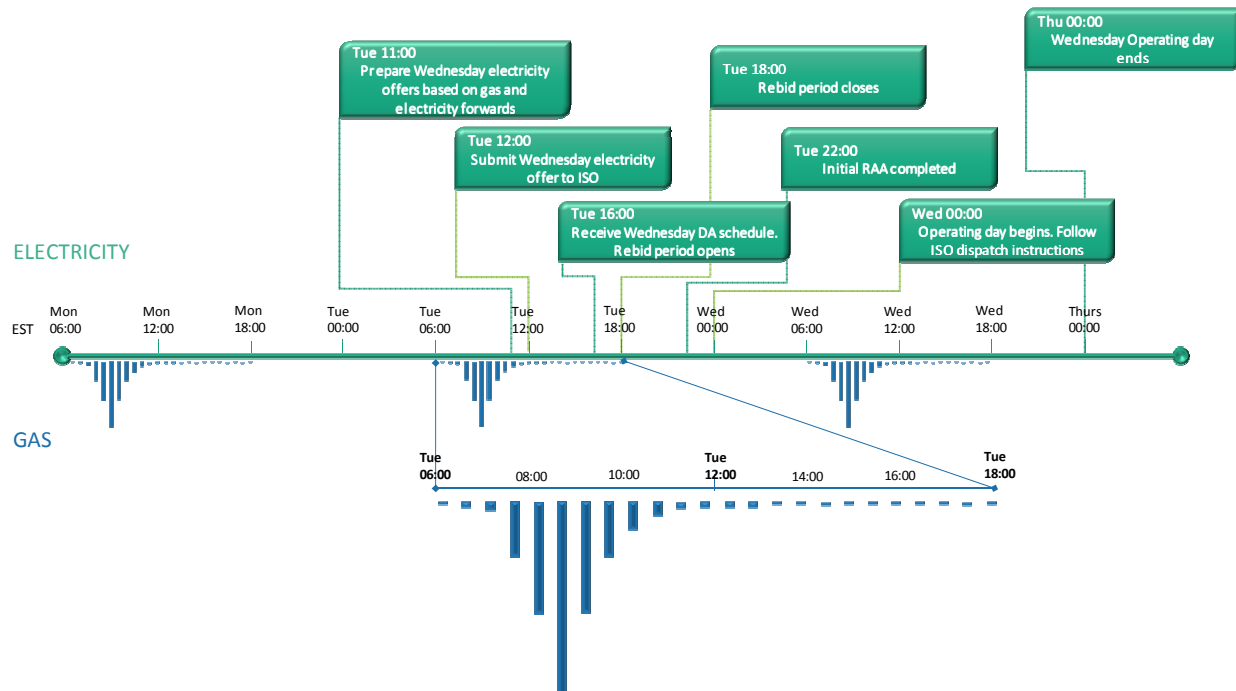 Thu 00:00
Wednesday Operating day
ends
Tue 11:00
Prepare Wednesday electricity
offers based on gas and
electricity forwards
Tue 18:00
Rebid period closes
Tue 12:00
Submit Wednesday electricity
offer to ISO
Tue 22:00
Initial RAA completed
Tue 16:00
Receive Wednesday DA schedule.
Rebid period opens
Wed 00:00
Operating day begins. Follow
ISO dispatch instructions
ELECTRICITY
EST
Mon
06:00
Mon
12:00
Mon
18:00
Tue
00:00
Tue
06:00
Tue
12:00
Tue
18:00
Wed
00:00
Wed
06:00
Wed
12:00
Wed
18:00
Thurs
00:00
GAS
Tue
06:00
08:00
10:00
Tue
12:00
14:00
16:00
Tue
18:00